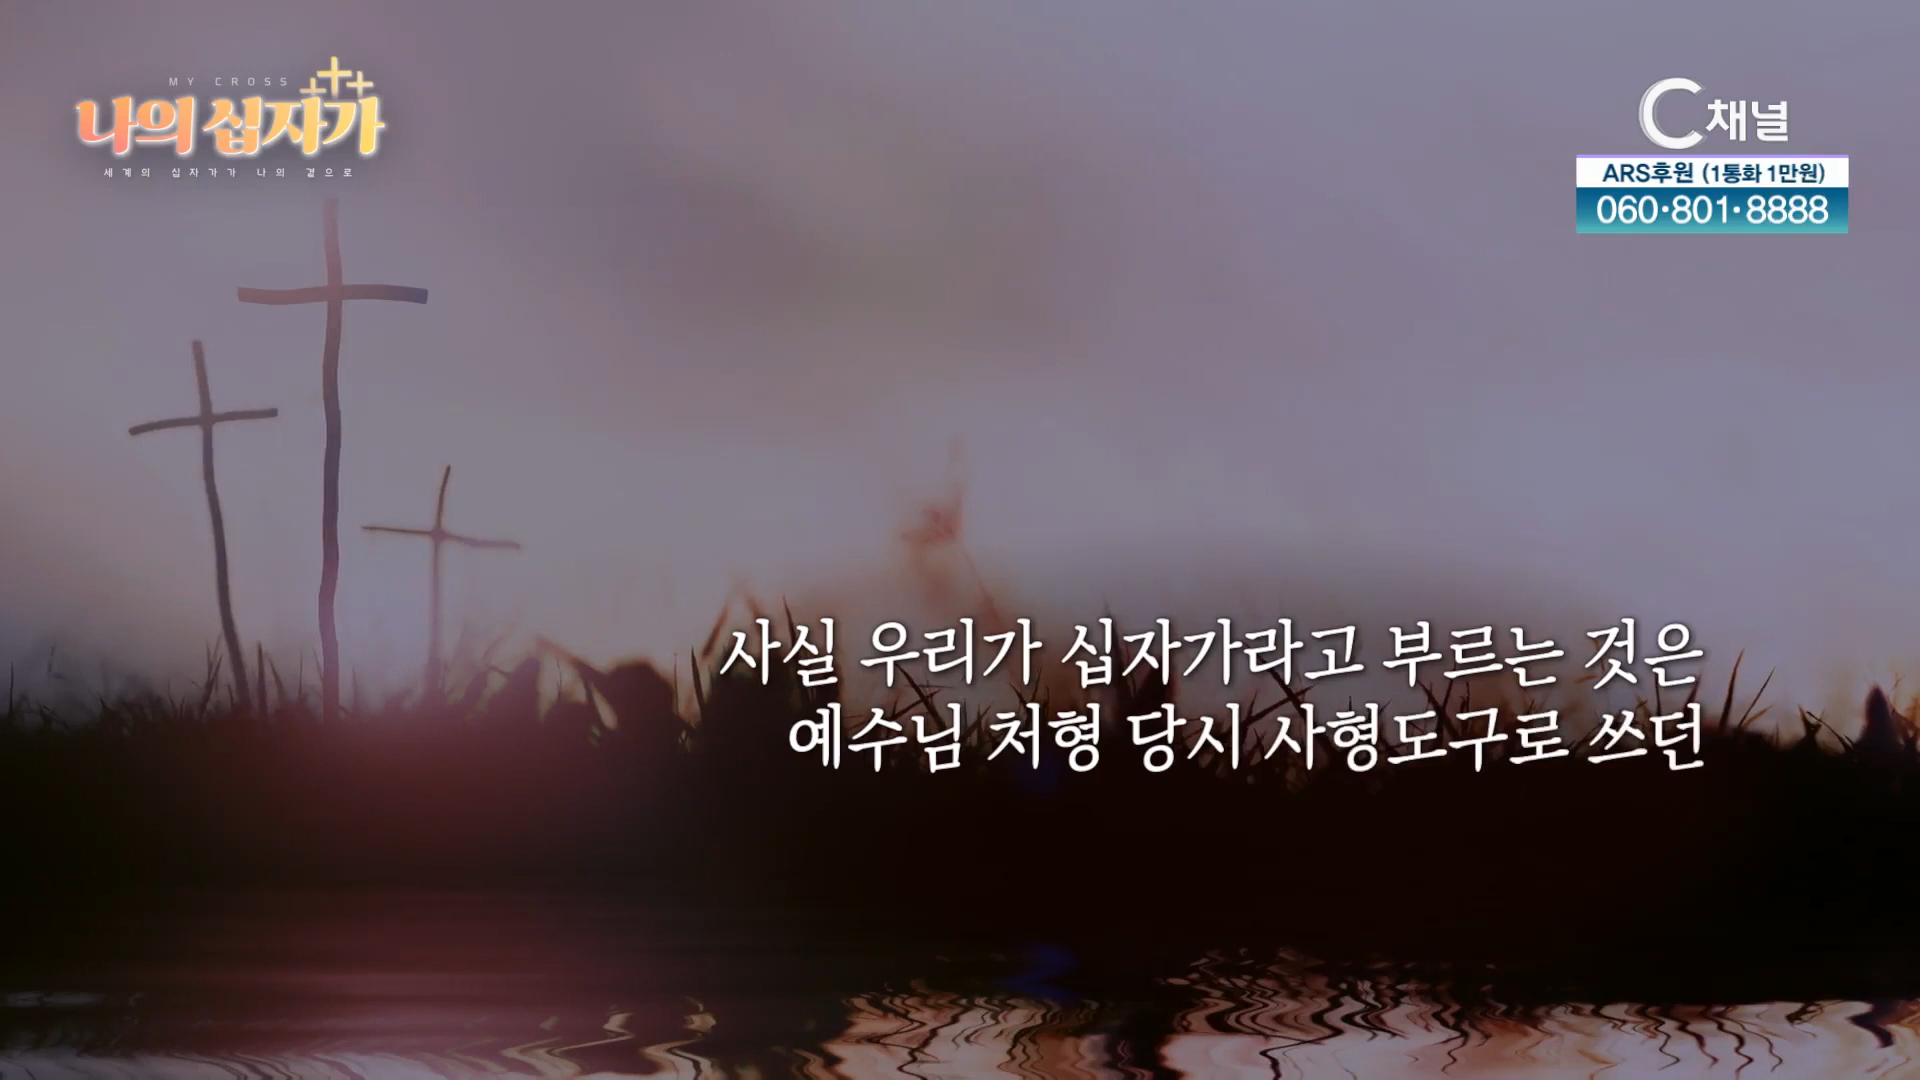 MY CROSS
나의 십자가
세계의 십자가가 나의 곁으로
C채널
ARS후원 (1통화 1만원)
060·801·8888
사실 우리가 십자가라고 부르는 것은
예수님 처형 당시 사형도구로 쓰던